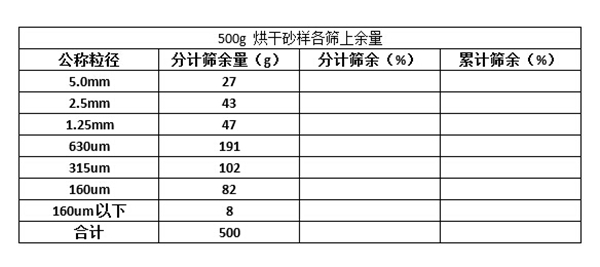 500g 烘干砂样各筛上余量
公称粒径 分计筛余量（g） 分计筛余（%） 累计筛余（%）
5.0mm 27
2.5mm 43
1.25mm 47
630um 191
315um 102
160um 82
160um以下 8
合计 500